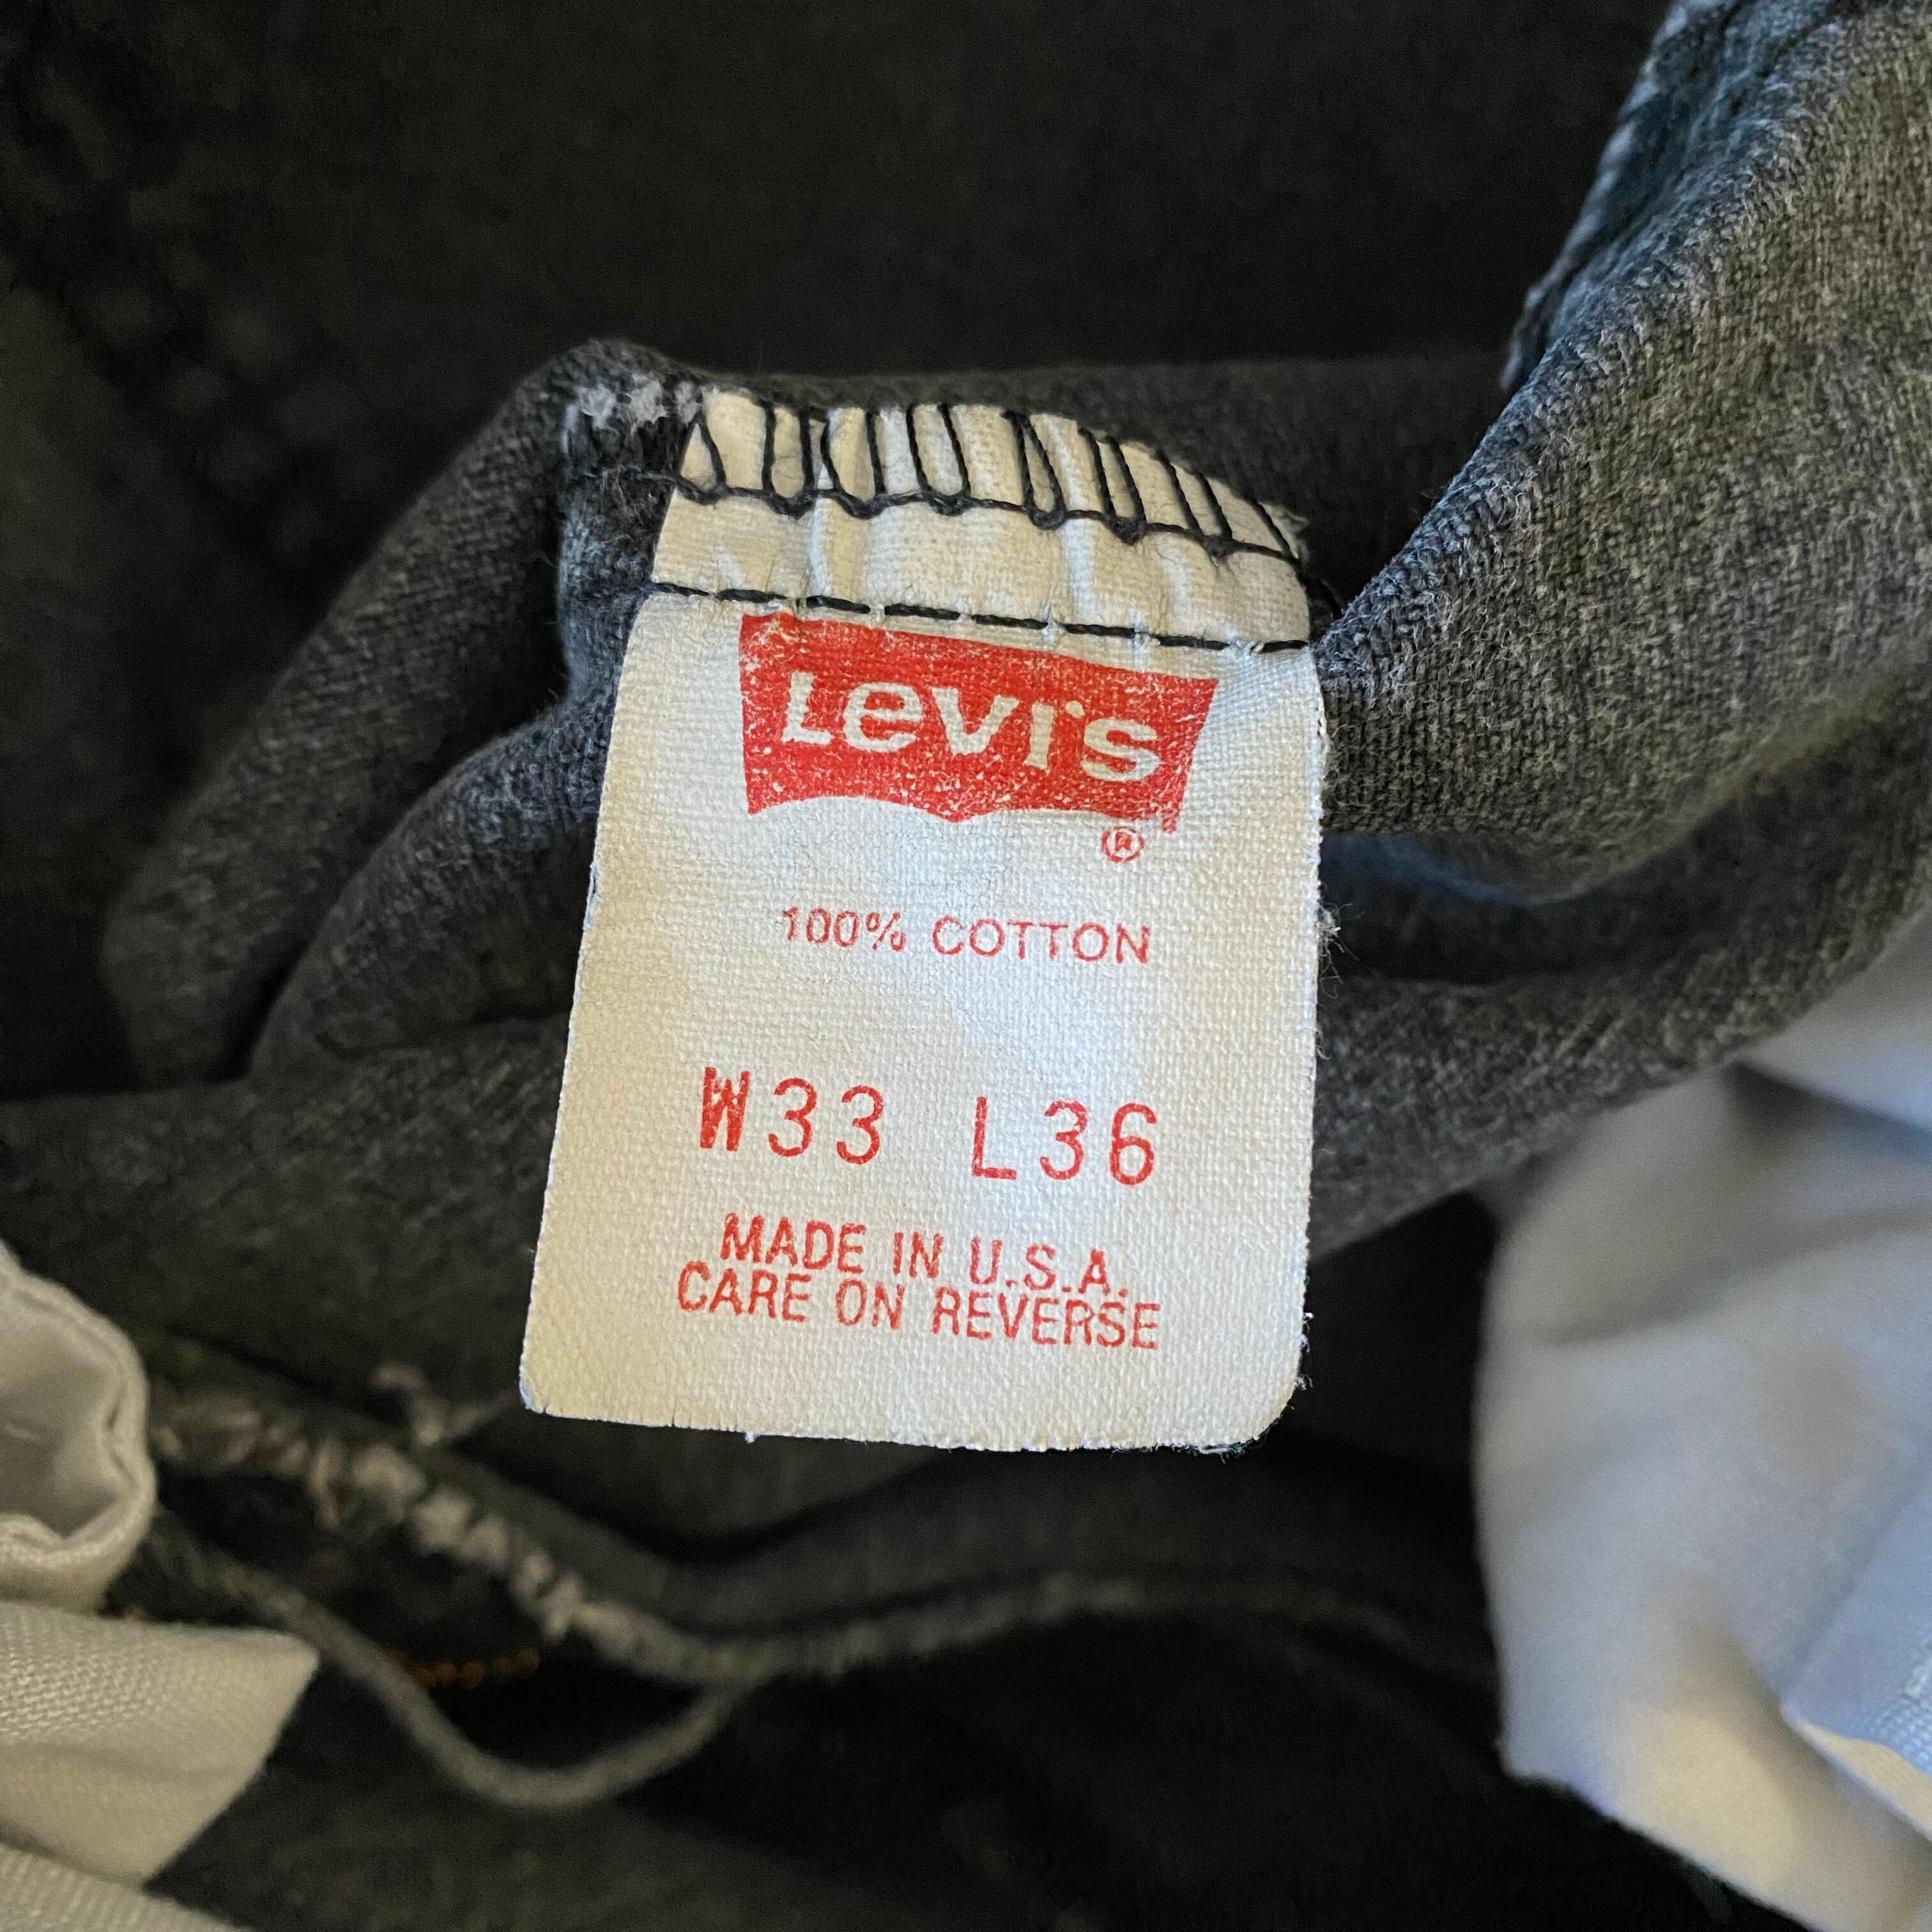 Levi's
®
100% COTTON
W33 L36
MADE IN U.S.A.
CARE ON REVERSE